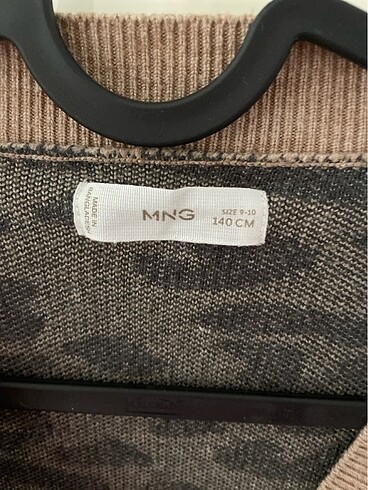 MADE IN
BANGLADESH
MNG
SIZE 9-10
140 CM